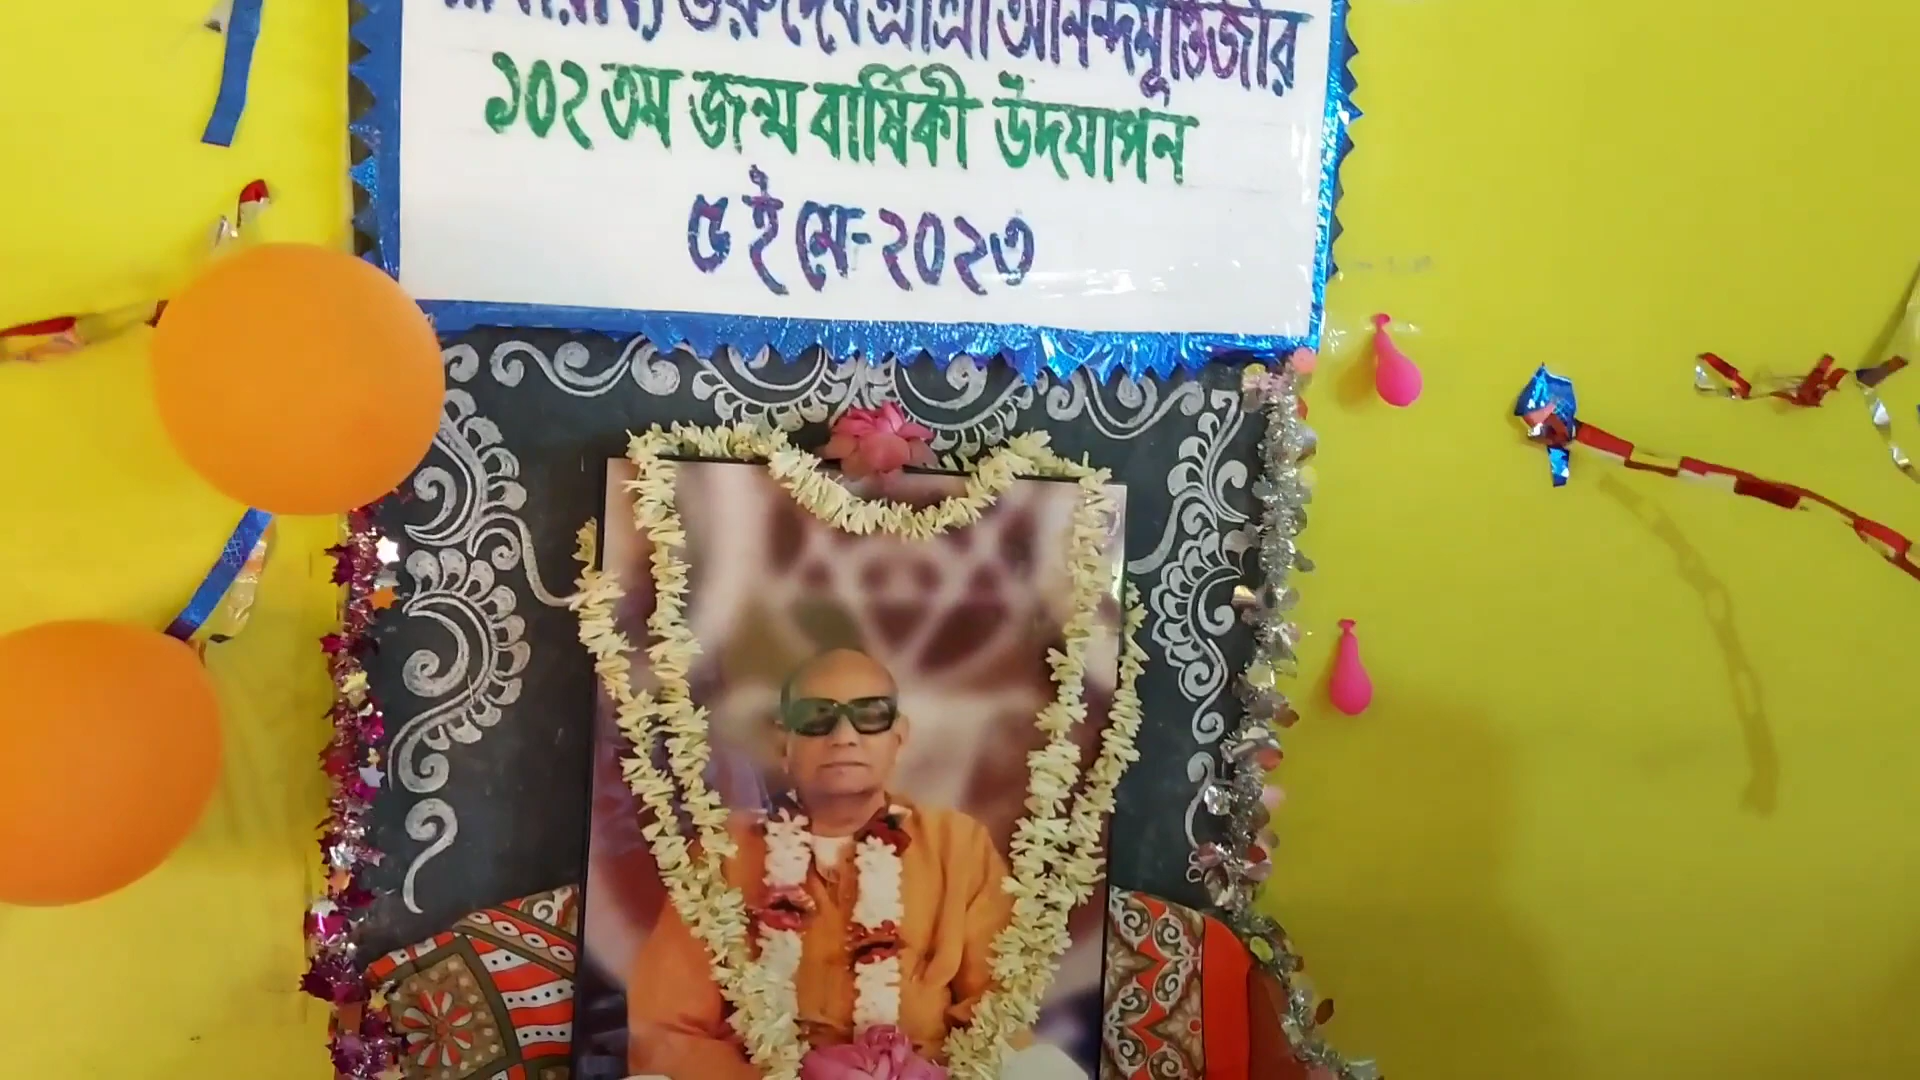 গুরুদেব শ্রীশ্রী আনন্দমূর্ত্তিজীর
১০২ তম জন্ম বার্ষিকী উদযাপন
৫ ই মে-২০২৩